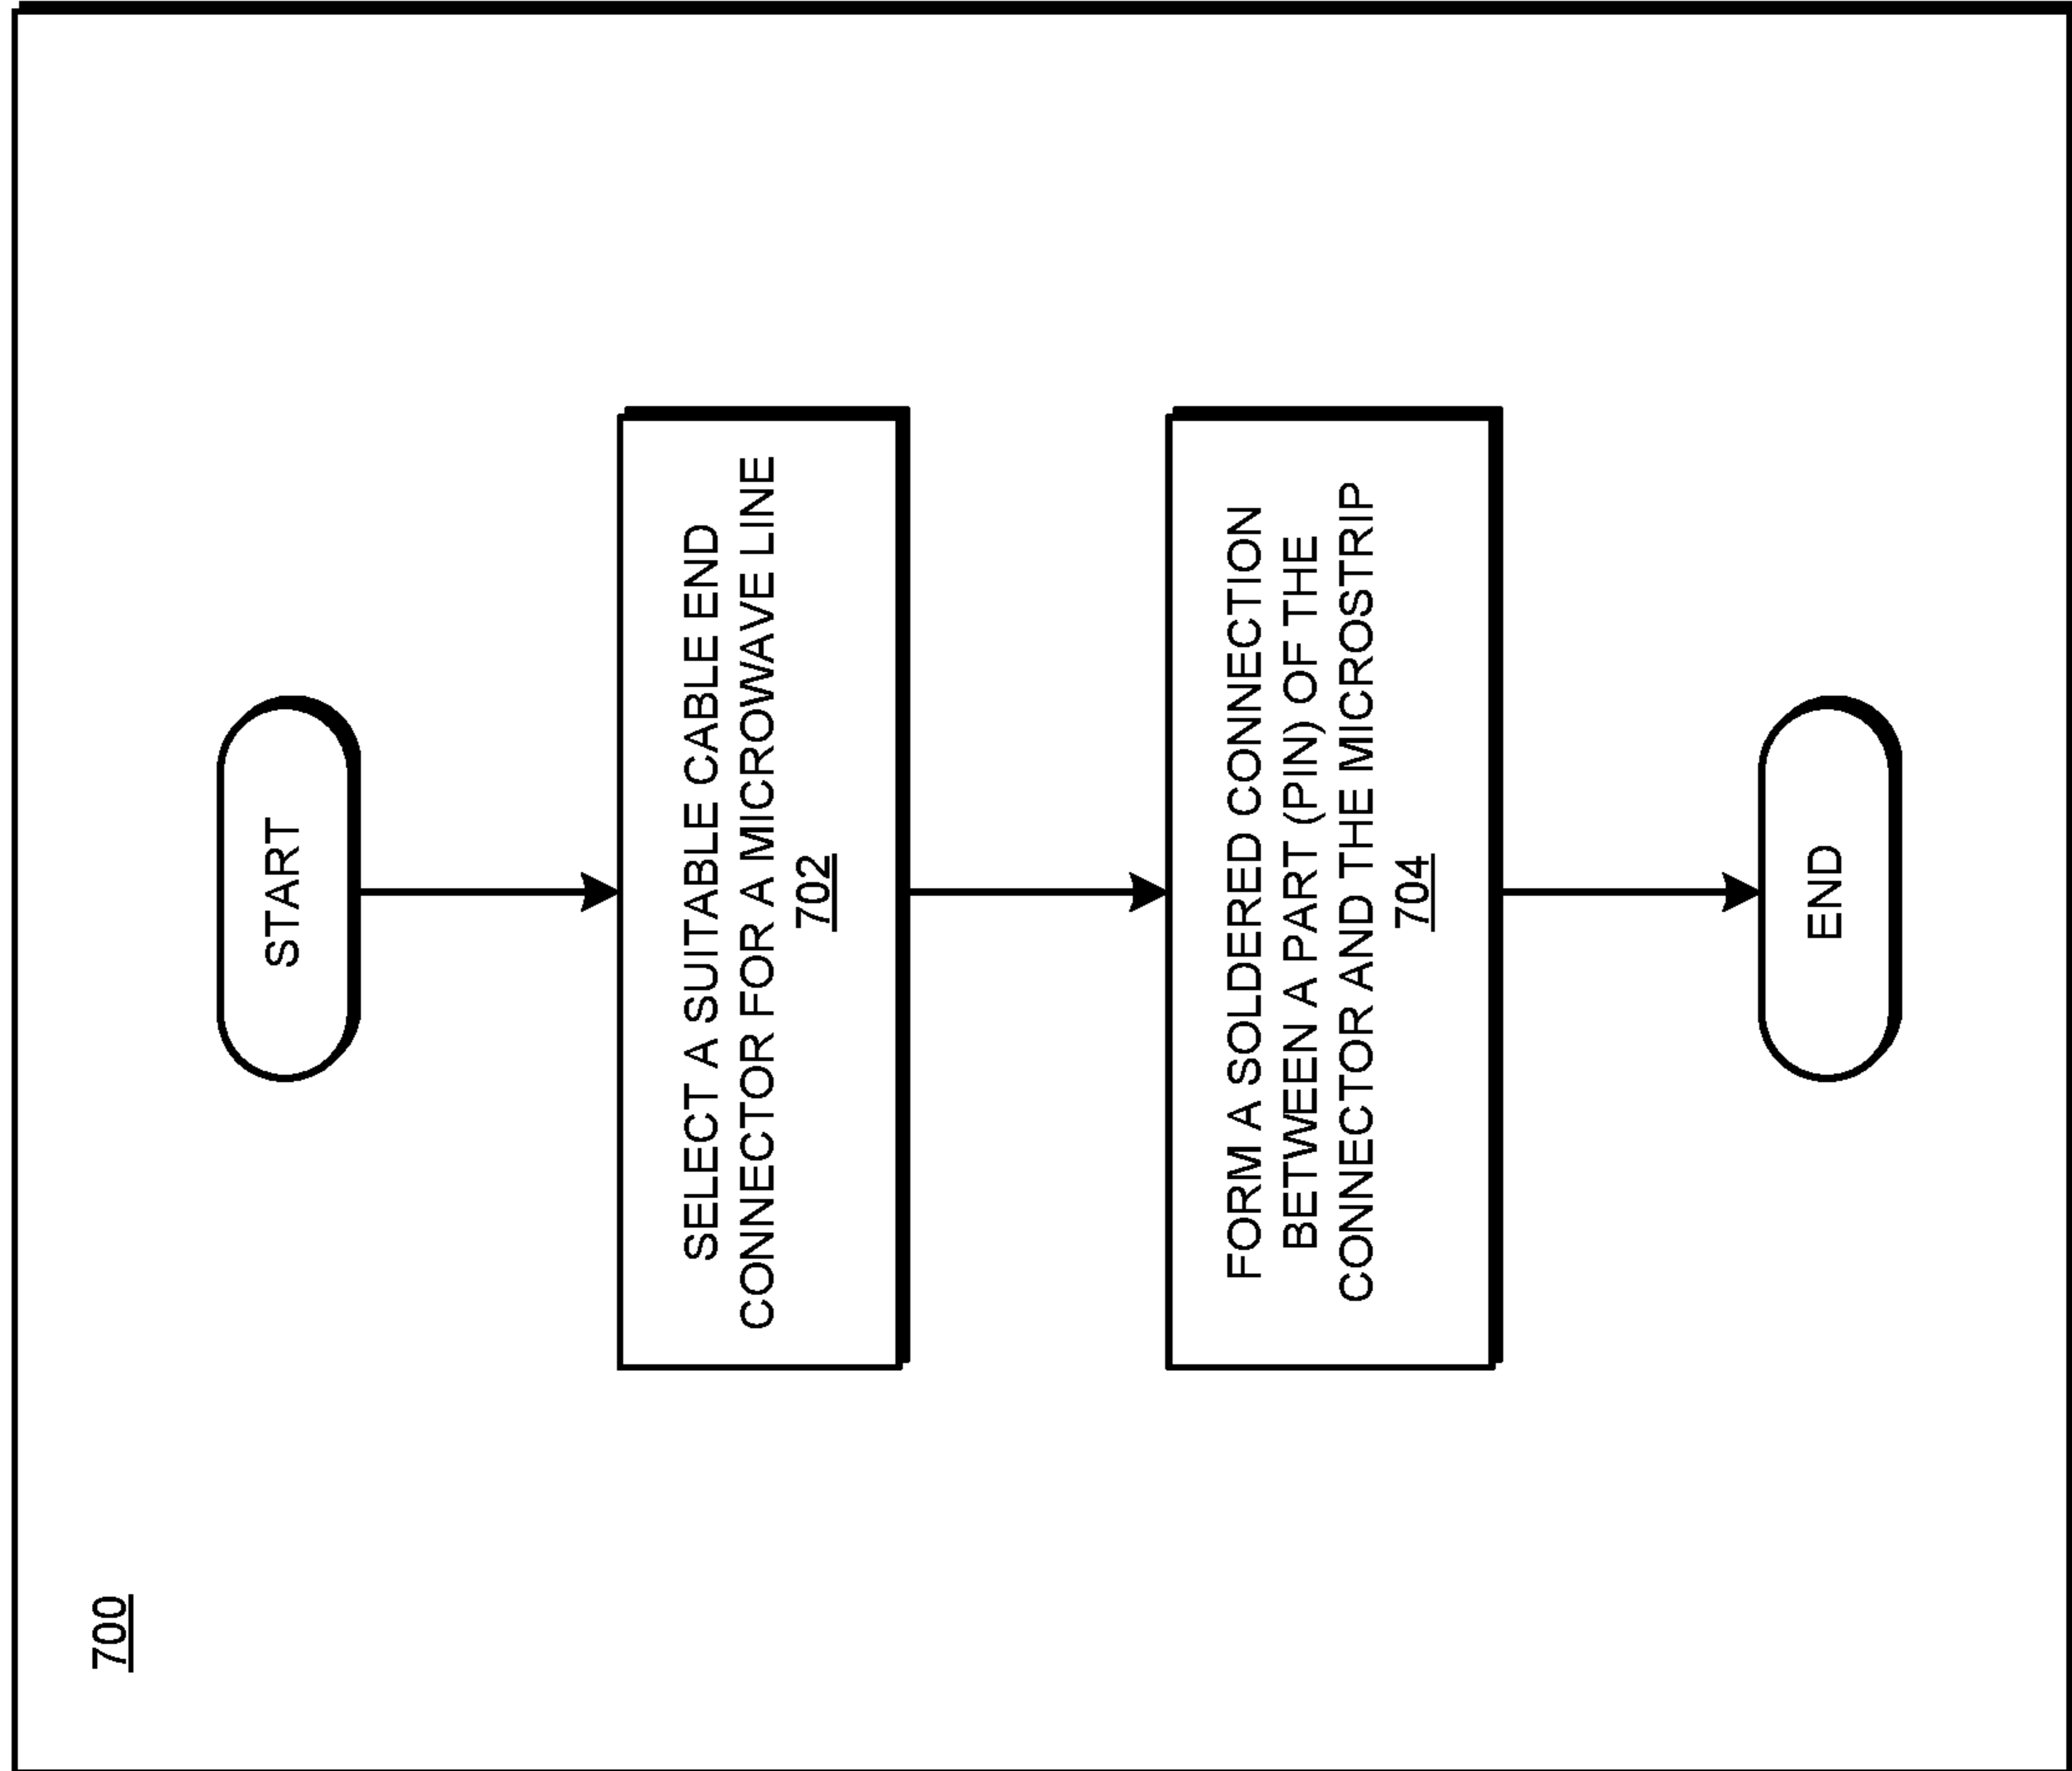 700
START
SELECT A SUITABLE CABLE END
CONNECTOR FOR A MICROWAVE LINE
702
FORM A SOLDERED CONNECTION
BETWEEN A PART (PIN) OF THE
CONNECTOR AND THE MICROSTRIP
704
END